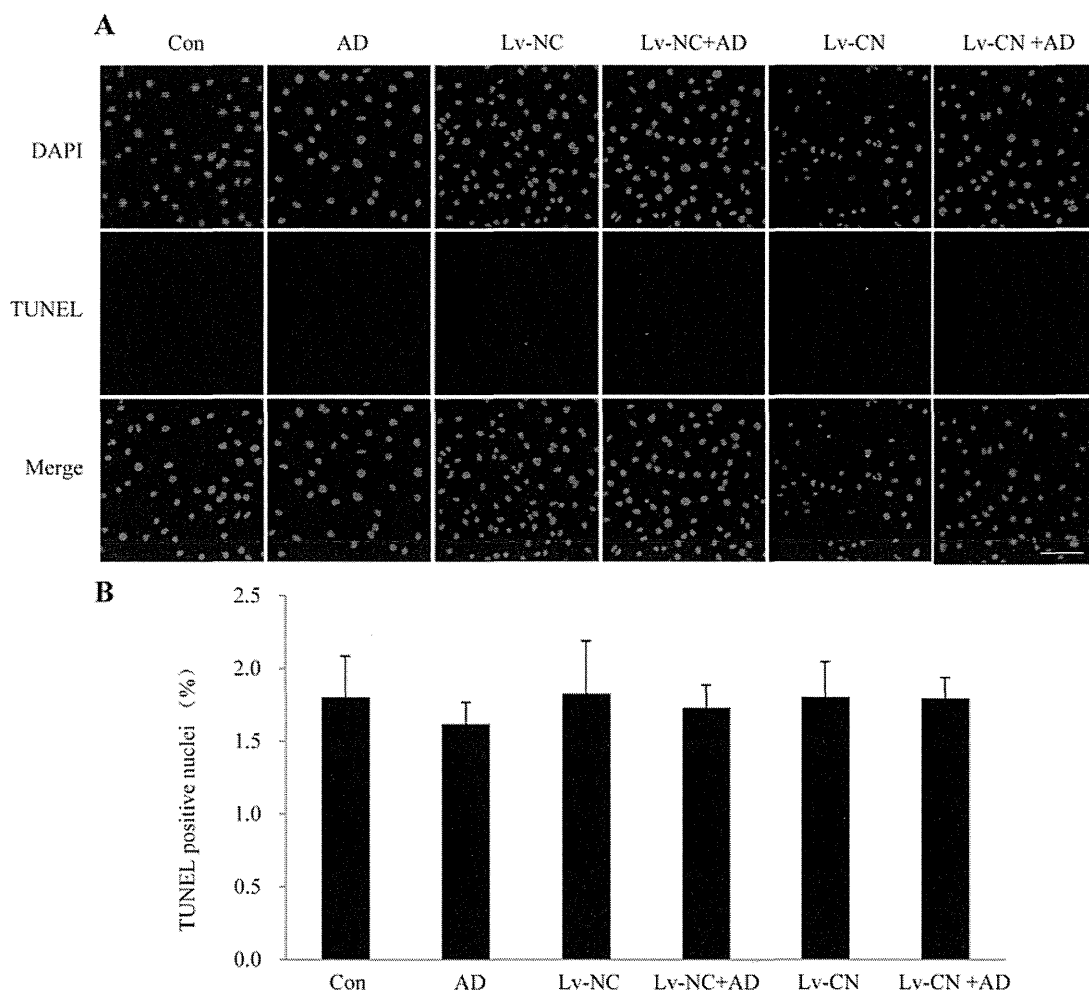 A
Con AD Lv-NC Lv-NC+AD Lv-CN Lv-CN +AD
DAPI
TUNEL
Merge
B
TUNEL positive nuclei（%）
2.5
2.0
1.5
1.0
0.5
0.0
Con AD Lv-NC Lv-NC+AD Lv-CN Lv-CN +AD